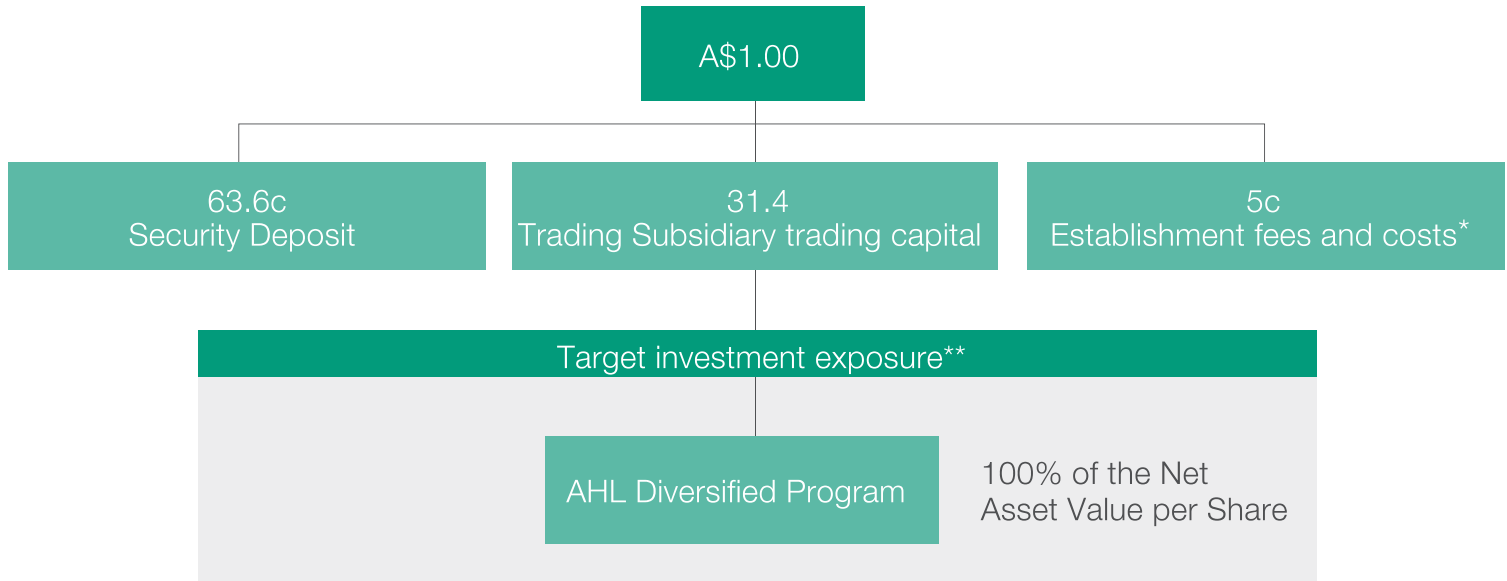 A$1.00
63.6c
Security Deposit
31.4
Trading Subsidiary trading capital
5c
Establishment fees and costs*
Target investment exposure**
AHL Diversified Program
100% of the Net
Asset Value per Share